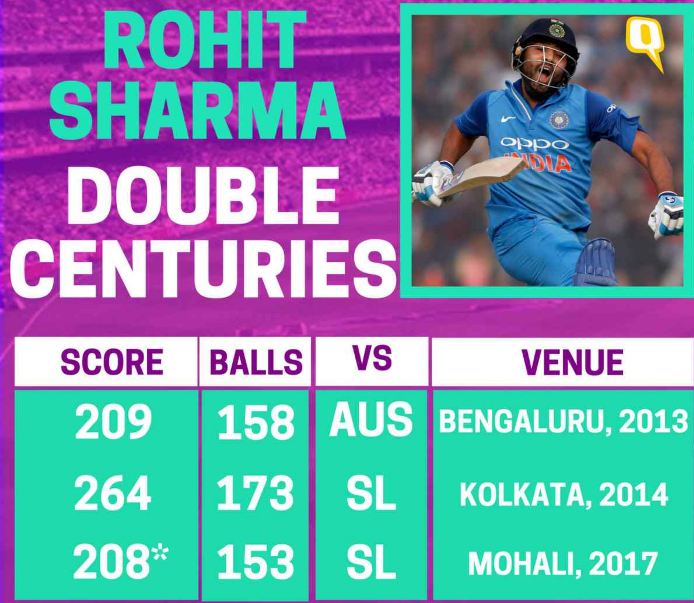 ROHIT
SHARMA
DOUBLE
CENTURIES
Q
oppo
INDIA
SCORE BALLS VS VENUE
209 158 AUS BENGALURU, 2013
264 173 SL KOLKATA, 2014
208* 153 SL MOHALI, 2017